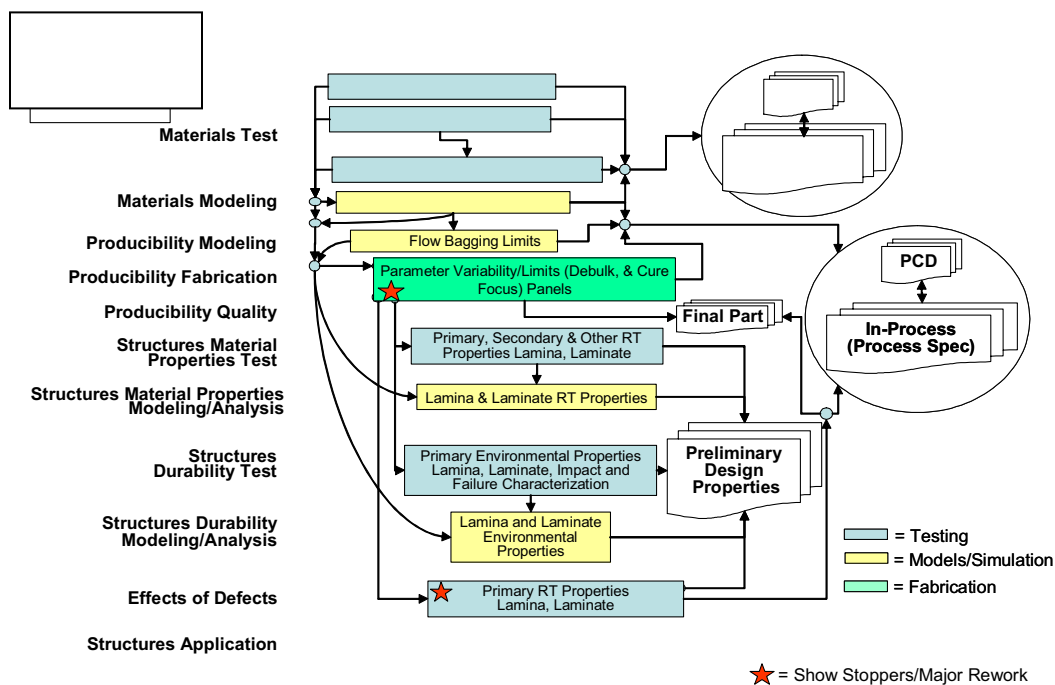 Materials Test
Materials Modeling
Producibility Modeling
Flow Bagging Limits
Producibility Fabrication
Parameter Variability/Limits (Debulk, & Cure
Focus) Panels
PCD
Producibility Quality
Final Part
In-Process
(Process Spec)
Structures Material
Properties Test
Primary, Secondary & Other RT
Properties Lamina, Laminate
Structures Material Properties
Modeling/Analysis
Lamina & Laminate RT Properties
Structures
Durability Test
Primary Environmental Properties
Lamina, Laminate, Impact and
Failure Characterization
Preliminary
Design
Properties
Structures Durability
Modeling/Analysis
Lamina and Laminate
Environmental
Properties
= Testing
= Models/Simulation
= Fabrication
Effects of Defects
Primary RT Properties
Lamina, Laminate
Structures Application
= Show Stoppers/Major Rework